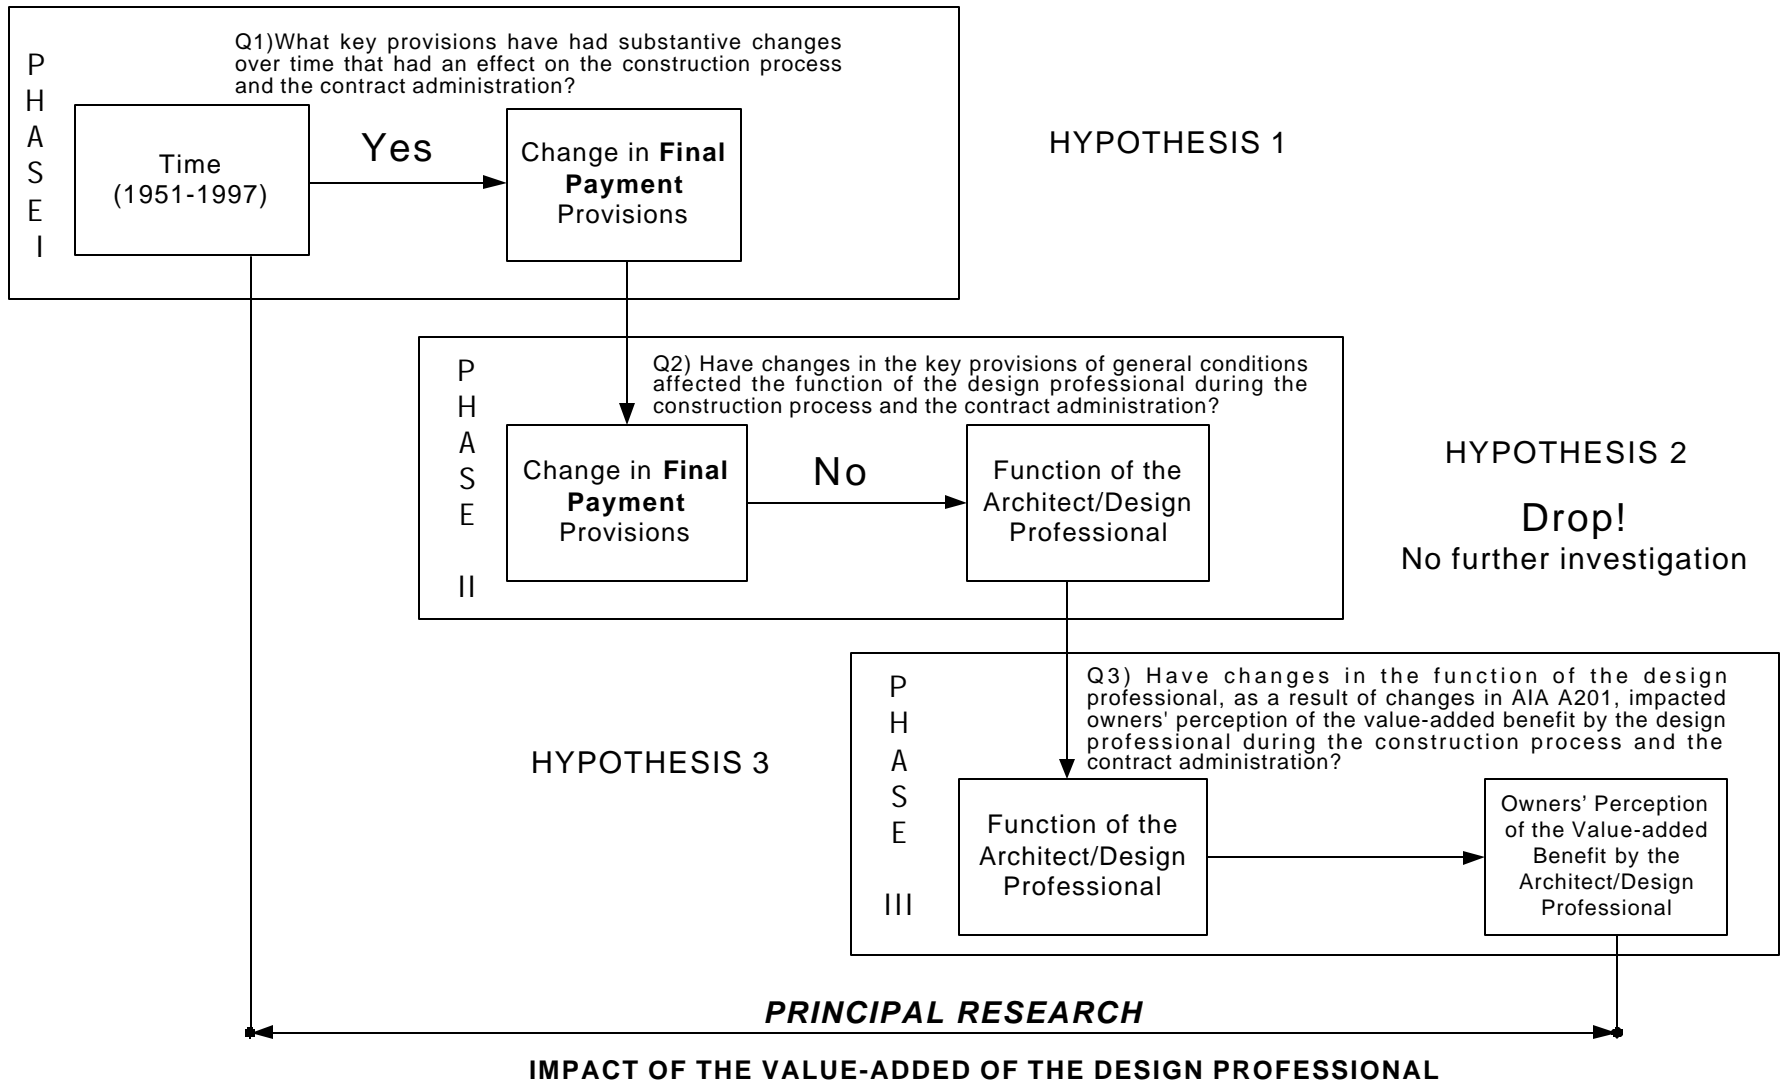 PHASE I
Q1)What key provisions have had substantive changes
over time that had an effect on the construction process
and the contract administration?
Time
(1951-1997)
Yes
Change in Final
Payment
Provisions
HYPOTHESIS 1
PHASE II
Q2) Have changes in the key provisions of general conditions
affected the function of the design professional during the
construction process and the contract administration?
Change in Final
Payment
Provisions
No
Function of the
Architect/Design
Professional
HYPOTHESIS 2
Drop!
No further investigation
HYPOTHESIS 3
PHASE III
Q3) Have changes in the function of the design
professional, as a result of changes in AIA A201, impacted
owners' perception of the value-added benefit by the design
professional during the construction process and the
contract administration?
Function of the
Architect/Design
Professional
Owners’ Perception
of the Value-added
Benefit by the
Architect/Design
Professional
PRINCIPAL RESEARCH
IMPACT OF THE VALUE-ADDED OF THE DESIGN PROFESSIONAL